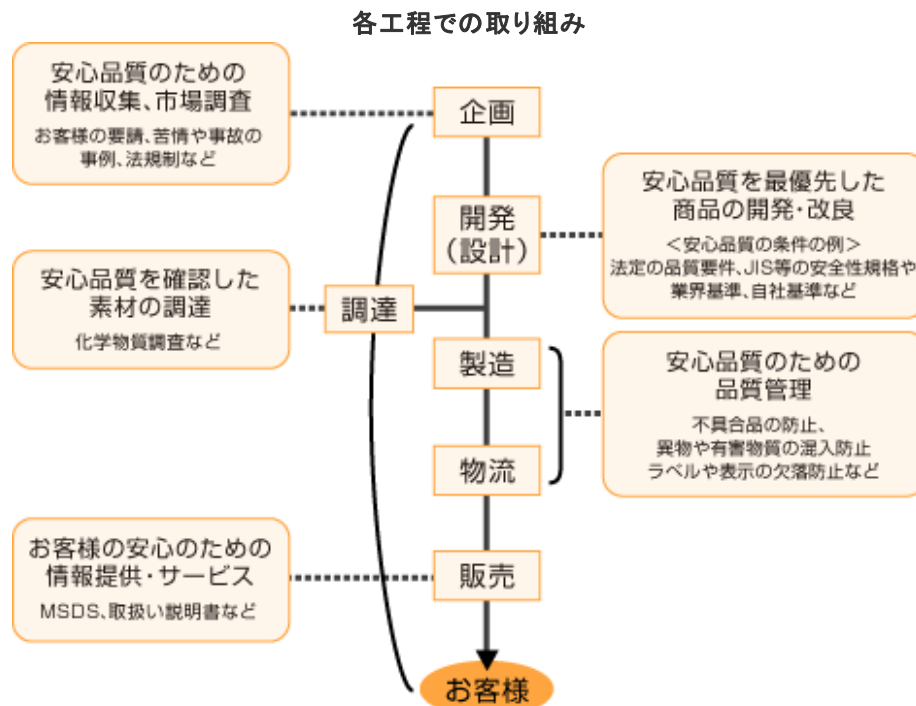 各工程での取り組み
安心品質のための
情報収集、市場調査
お客様の要請、苦情や事故の
事例、法規制など
企画
開発
(設計)
安心品質を最優先した
商品の開発・改良
＜安心品質の条件の例＞
法定の品質要件、JIS等の安全性規格や
業界基準、自社基準など
安心品質を確認した
素材の調達
化学物質調査など
調達
製造
物流
安心品質のための
品質管理
不具合品の防止、
異物や有害物質の混入防止
ラベルや表示の欠落防止など
お客様の安心のための
情報提供・サービス
MSDS、取扱い説明書など
販売
お客様